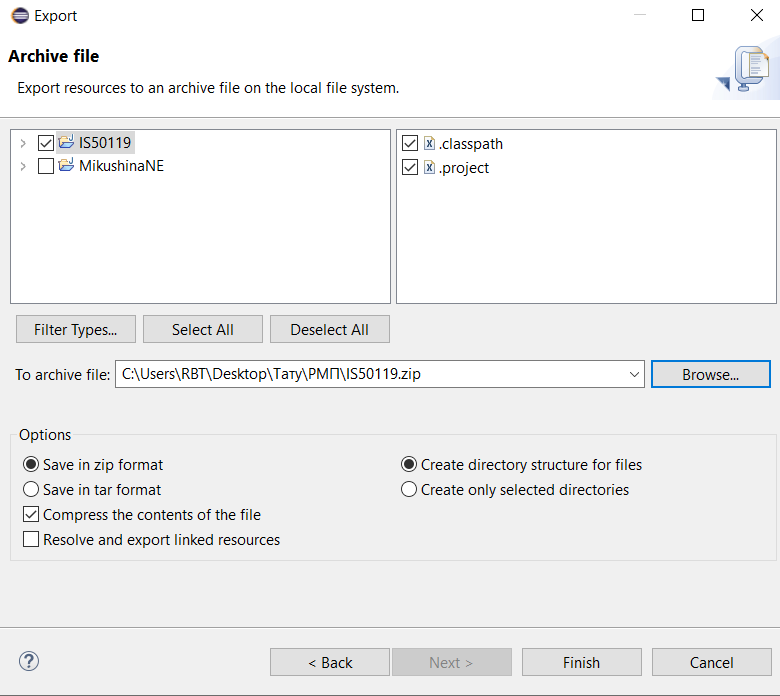 Export
Archive file
Export resources to an archive file on the local file system.
IS50119
MikushinaNE
.classpath
.project
Filter Types...
Select All
Deselect All
To archive file:
C:\Users\RBT\Desktop\Тату\РМП\IS50119.zip
Browse...
Options
Save in zip format
Create directory structure for files
Save in tar format
Create only selected directories
Compress the contents of the file
Resolve and export linked resources
?
< Back
Next >
Finish
Cancel